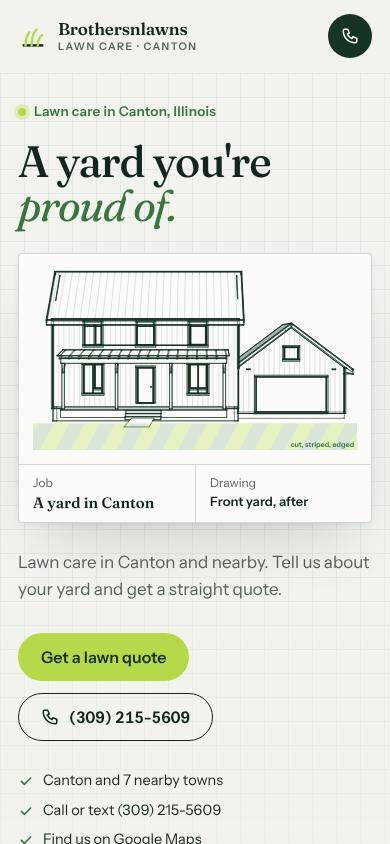 Brothersnlawns
LAWN CARE · CANTON
Lawn care in Canton, Illinois
A yard you're
proud of.
cut, striped, edged
Job
A yard in Canton
Drawing
Front yard, after
Lawn care in Canton and nearby. Tell us about
your yard and get a straight quote.
Get a lawn quote
(309) 215-5609
Canton and 7 nearby towns
Call or text (309) 215-5609
Find us on Google Maps